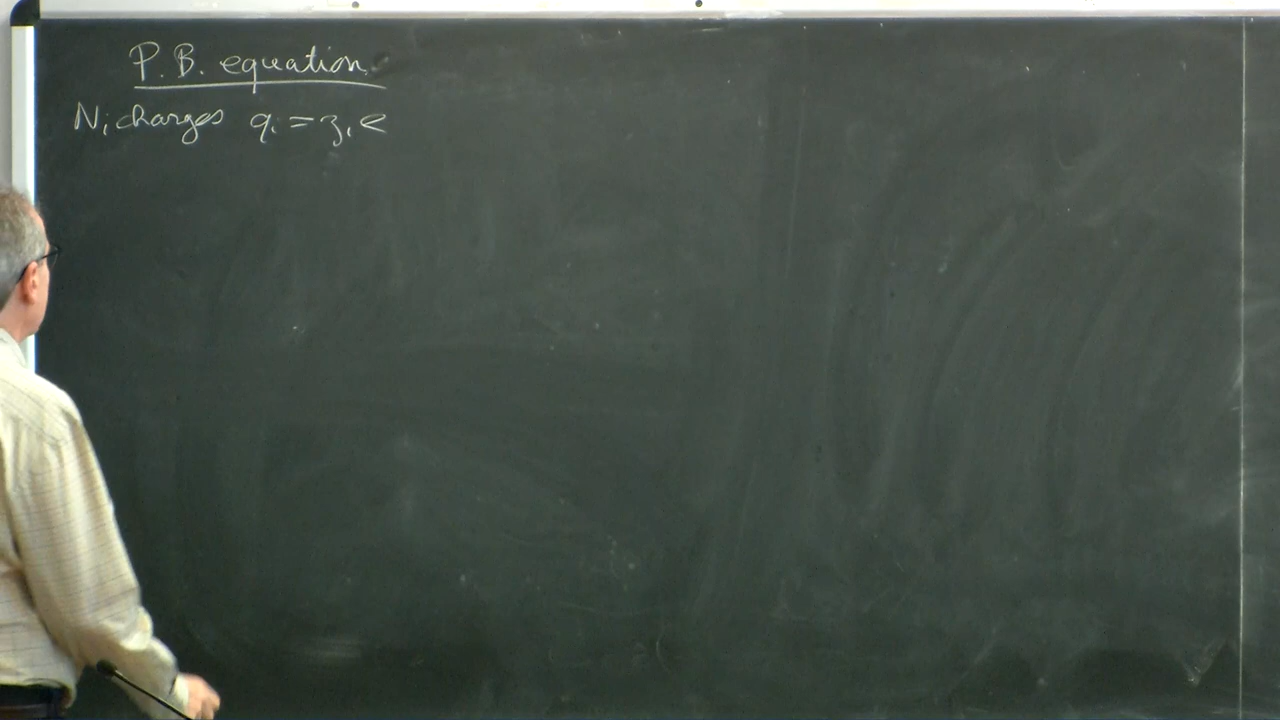 P. B. equation
N_i charges q_i = z_i e